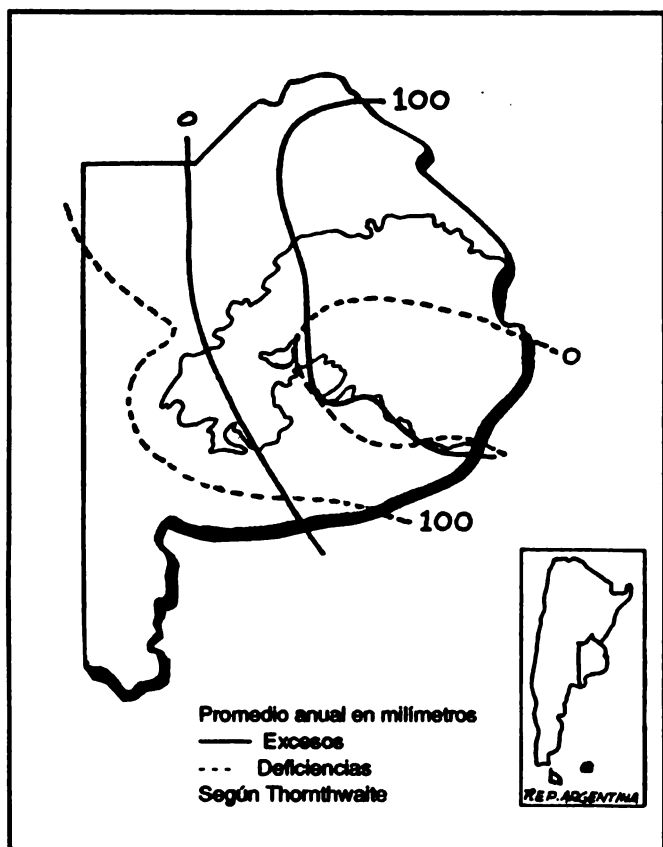 100
0
0
100
Promedio anual en milímetros
Excesos
Deficiencias
Según Thornthwaite
REP. ARGENTINA